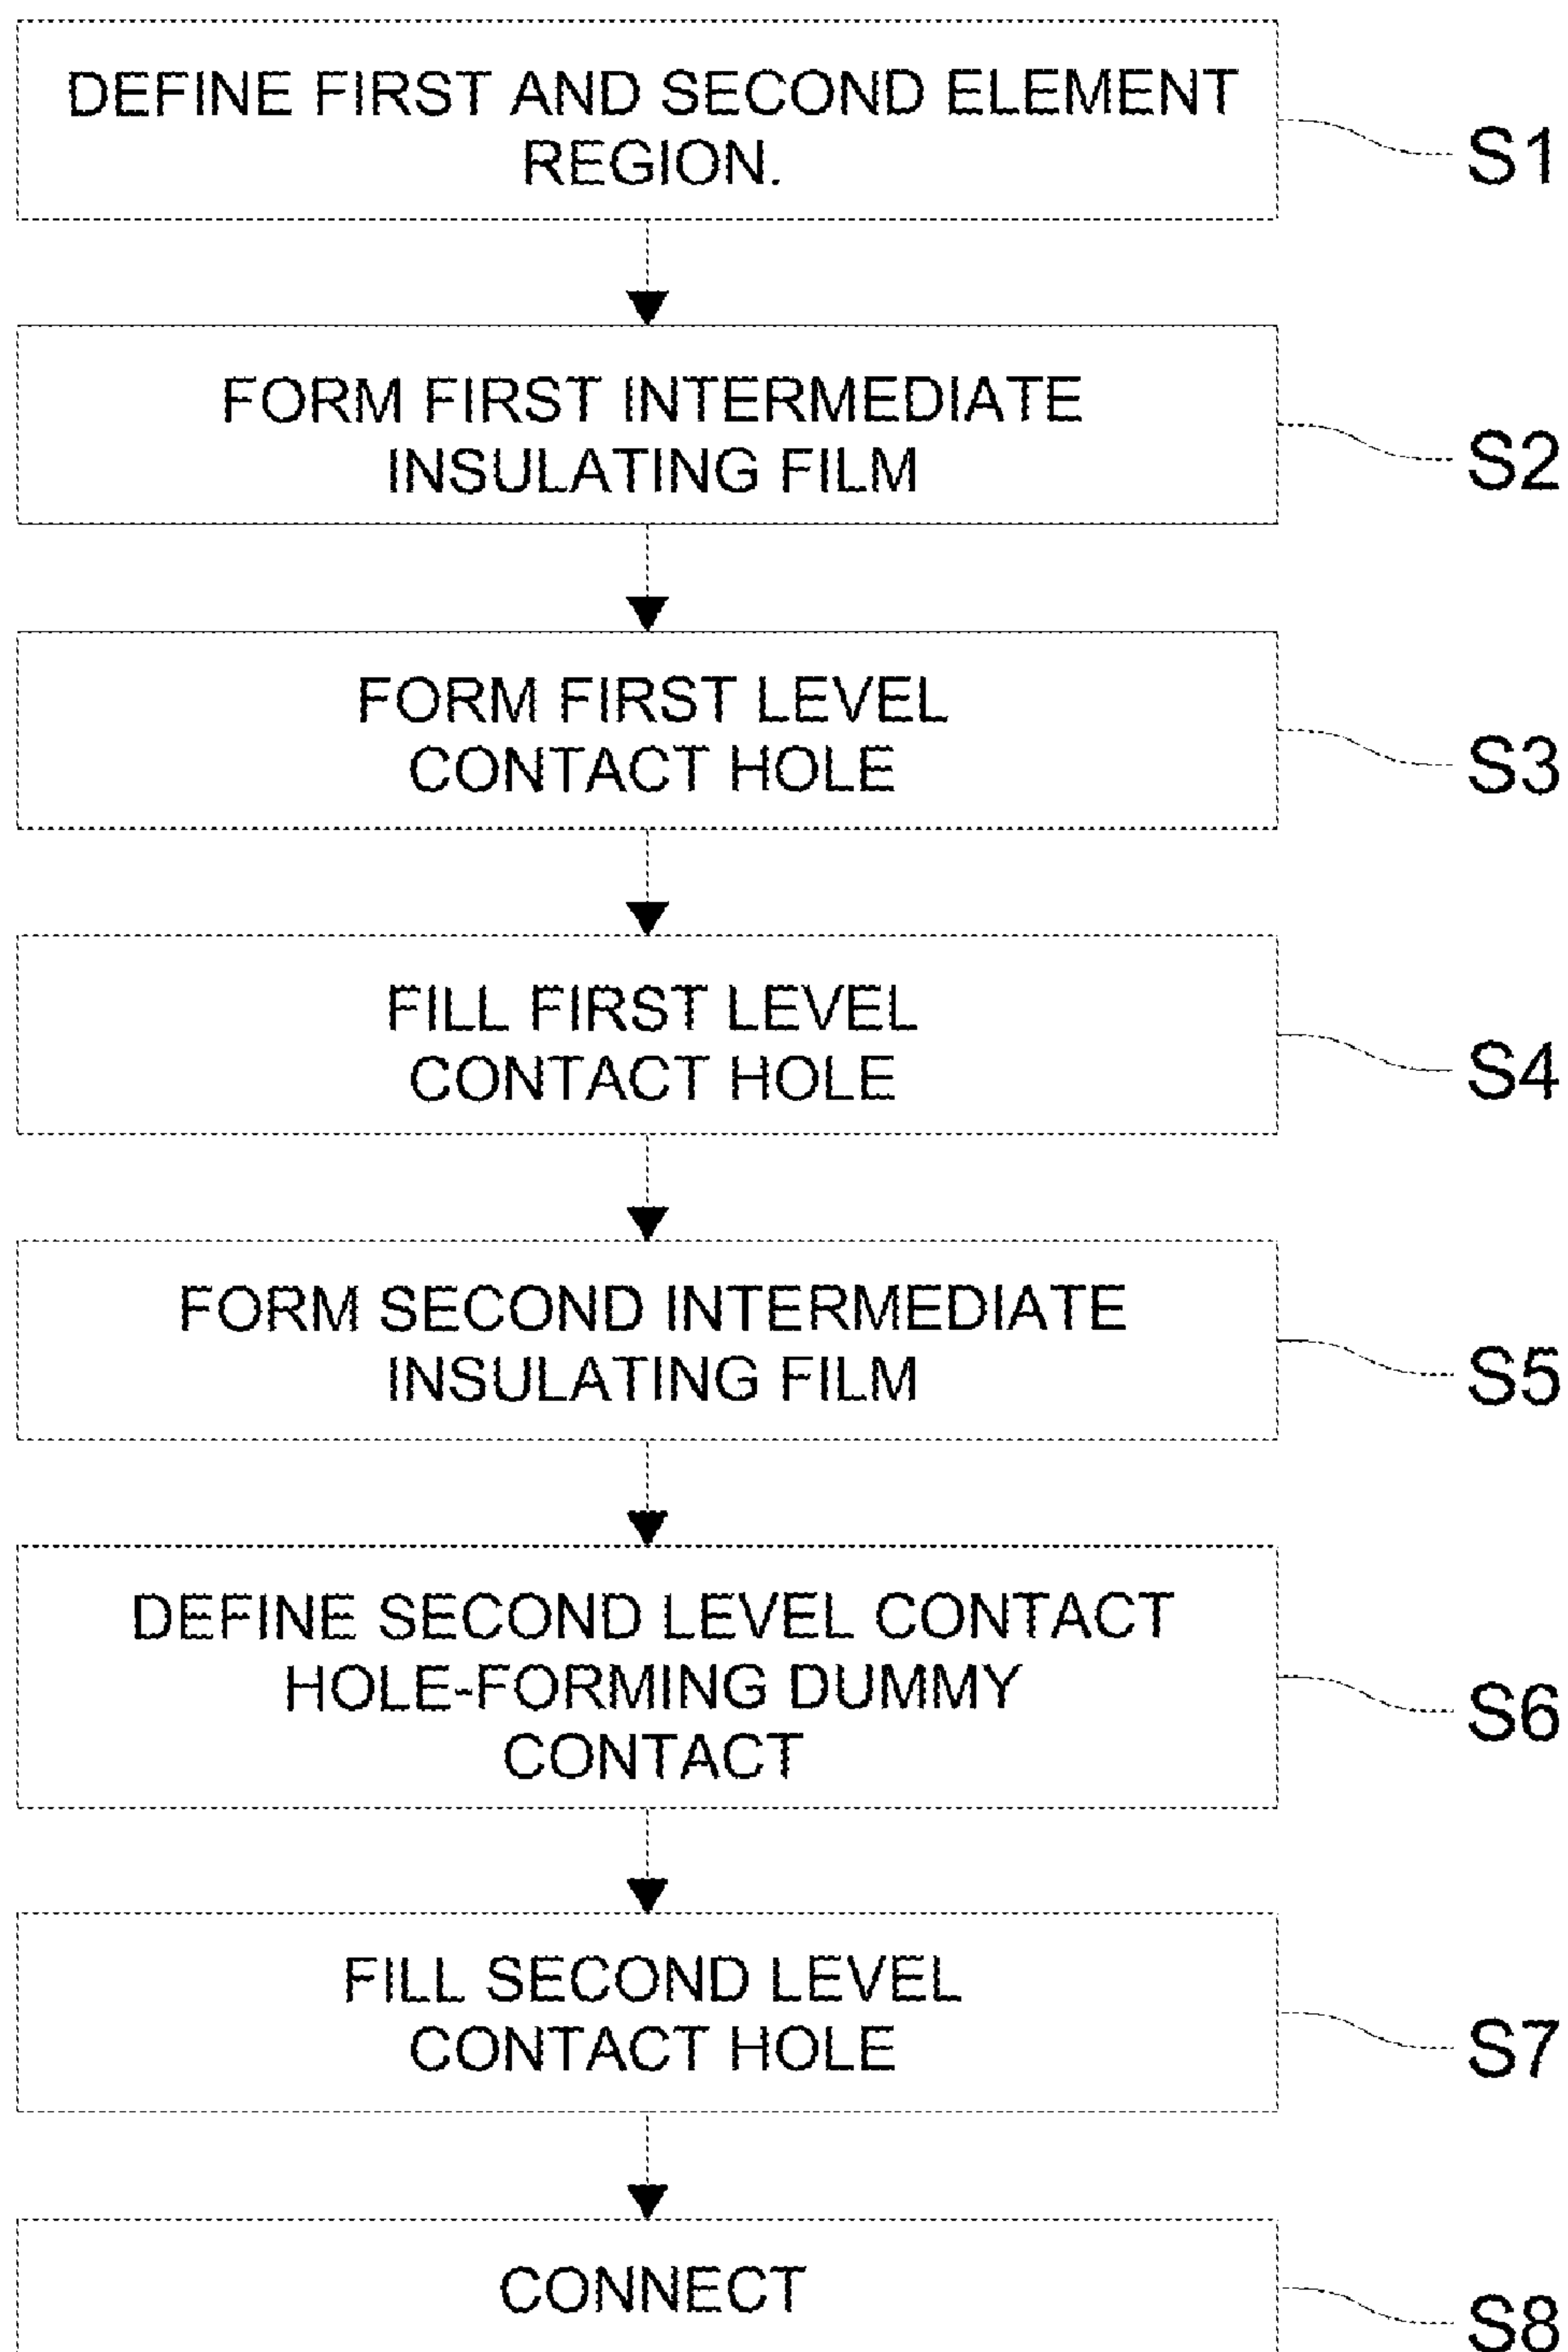 DEFINE FIRST AND SECOND ELEMENT
REGION.
S1
FORM FIRST INTERMEDIATE
INSULATING FILM
S2
FORM FIRST LEVEL
CONTACT HOLE
S3
FILL FIRST LEVEL
CONTACT HOLE
S4
FORM SECOND INTERMEDIATE
INSULATING FILM
S5
DEFINE SECOND LEVEL CONTACT
HOLE-FORMING DUMMY
CONTACT
S6
FILL SECOND LEVEL
CONTACT HOLE
S7
CONNECT
S8